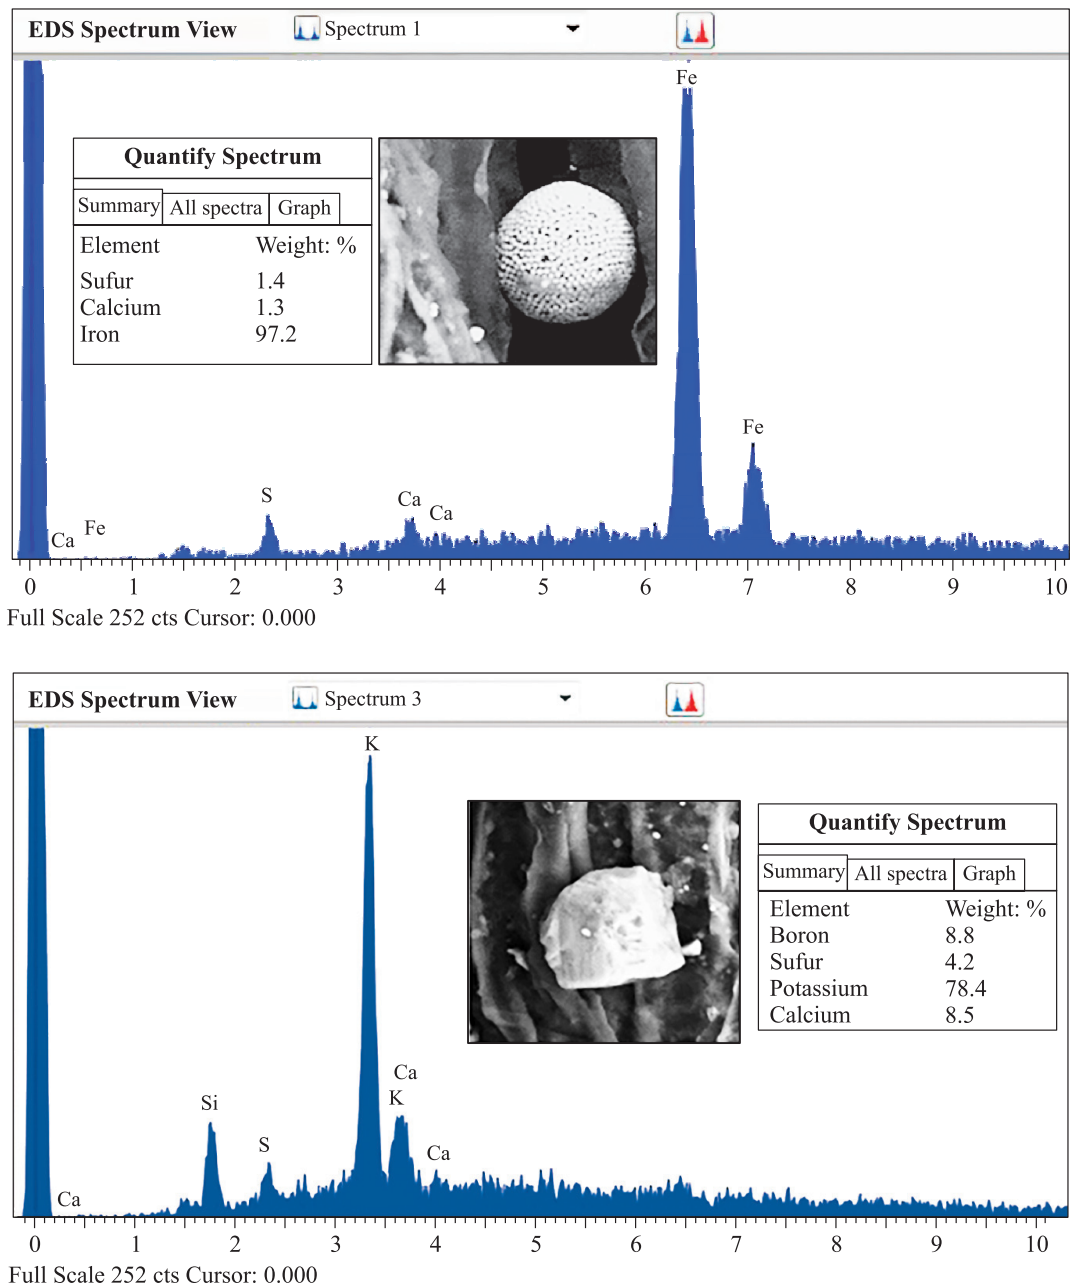 EDS Spectrum View Spectrum 1
Fe
Quantify Spectrum
Summary All spectra Graph
Element Weight: %
Sufur 1.4
Calcium 1.3
Iron 97.2
Fe
S
Ca
Ca
Fe
Ca
0 1 2 3 4 5 6 7 8 9 10
Full Scale 252 cts Cursor: 0.000
EDS Spectrum View Spectrum 3
K
Quantify Spectrum
Summary All spectra Graph
Element Weight: %
Boron 8.8
Sufur 4.2
Potassium 78.4
Calcium 8.5
Ca
K
Si
S
Ca
Ca
0 1 2 3 4 5 6 7 8 9 10
Full Scale 252 cts Cursor: 0.000